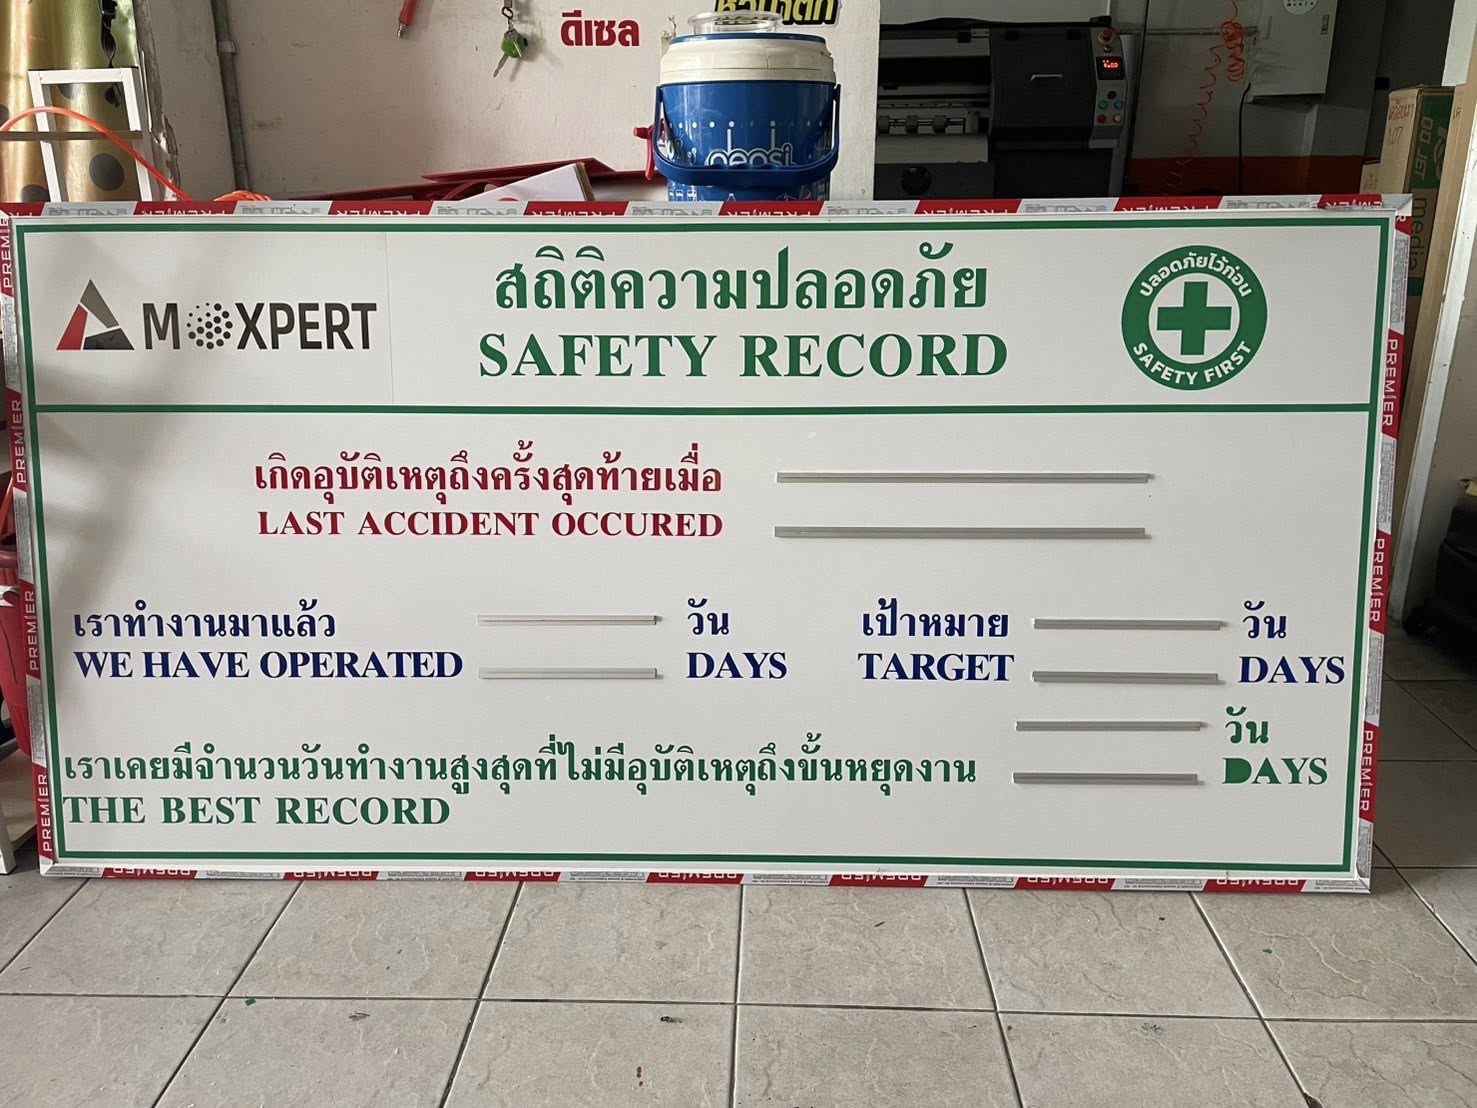 ดีเซล
pepsi
MOXPERT
สถิติความปลอดภัย
SAFETY RECORD
ปลอดภัยไว้ก่อน
SAFETY FIRST
เกิดอุบัติเหตุถึงครั้งสุดท้ายเมื่อ
LAST ACCIDENT OCCURED
เราทำงานมาแล้ว วัน เป้าหมาย วัน
WE HAVE OPERATED DAYS TARGET DAYS
วัน
เราเคยมีจำนวนวันทำงานสูงสุดที่ไม่มีอุบัติเหตุถึงขั้นหยุดงาน DAYS
THE BEST RECORD
PREMIER